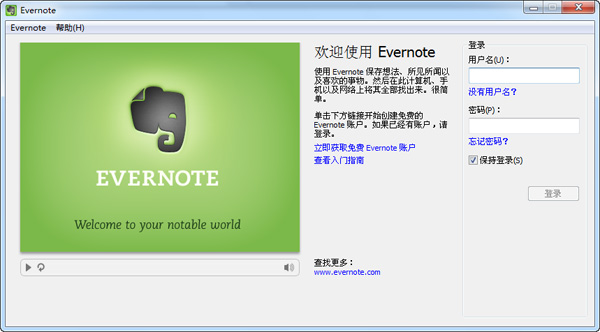 Evernote
Evernote 帮助(H)
EVERNOTE
Welcome to your notable world
欢迎使用 Evernote
使用 Evernote 保存想法、所见所闻以
及喜欢的事物。然后在此计算机、手
机以及网络上将其全部找出来。很简
单。
单击下方链接开始创建免费的
Evernote 账户。如果已经有账户，请
登录。
立即获取免费 Evernote 账户
查看入门指南
查找更多：
www.evernote.com
登录
用户名(U)：
没有用户名？
密码(P)：
忘记密码？
保持登录(S)
登录